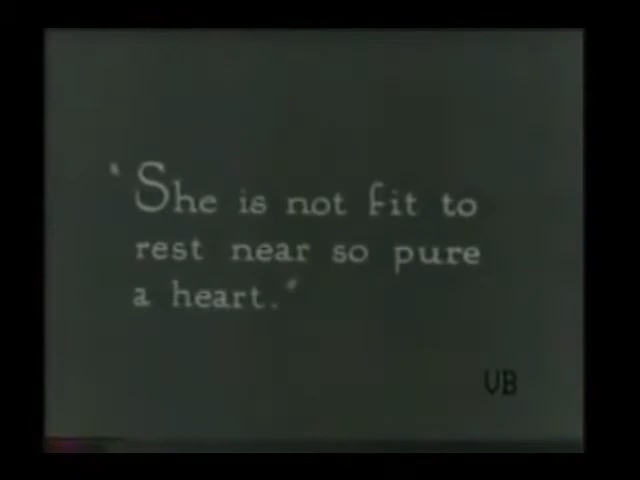 "She is not fit to
rest near so pure
a heart."
VB